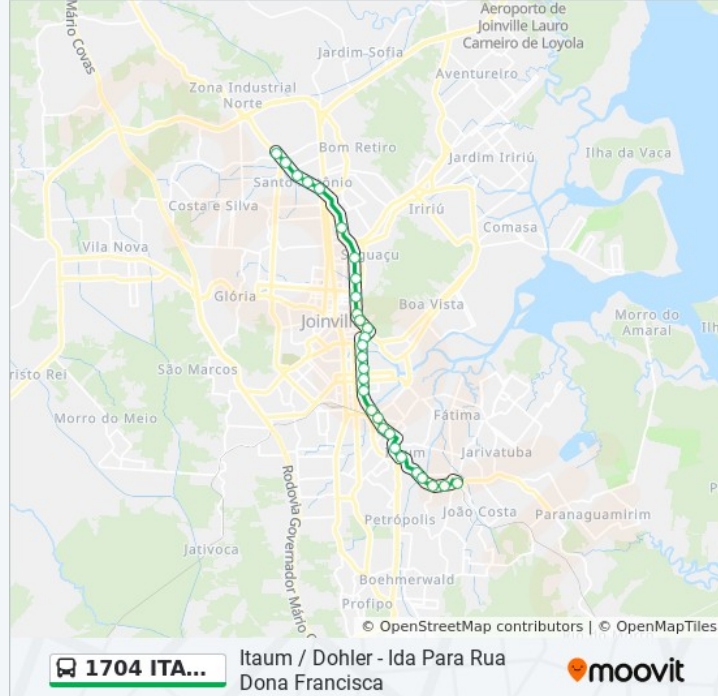 Aeroporto de
Joinville Lauro
Carneiro de Loyola
Mário Covas
Jardim Sofia
Aventureiro
Zona Industrial
Norte
Bom Retiro
Jardim Iririú
Ilha da Vaca
Costa e Silva
Iririú
Comasa
Vila Nova
Glória
Boa Vista
Joinville
Morro do
Amaral
Ilh
São Marcos
risto Rei
Morro do Meio
Fátima
Jarivatuba
P
Rodovia Governador Mário C
João Costa
Paranaguamirim
Petrópolis
Jativoca
Boehmerwald
Profipo
© OpenStreetMap contributors | © OpenMapTiles
1704 ITA...
Itaum / Dohler - Ida Para Rua
Dona Francisca
moovit